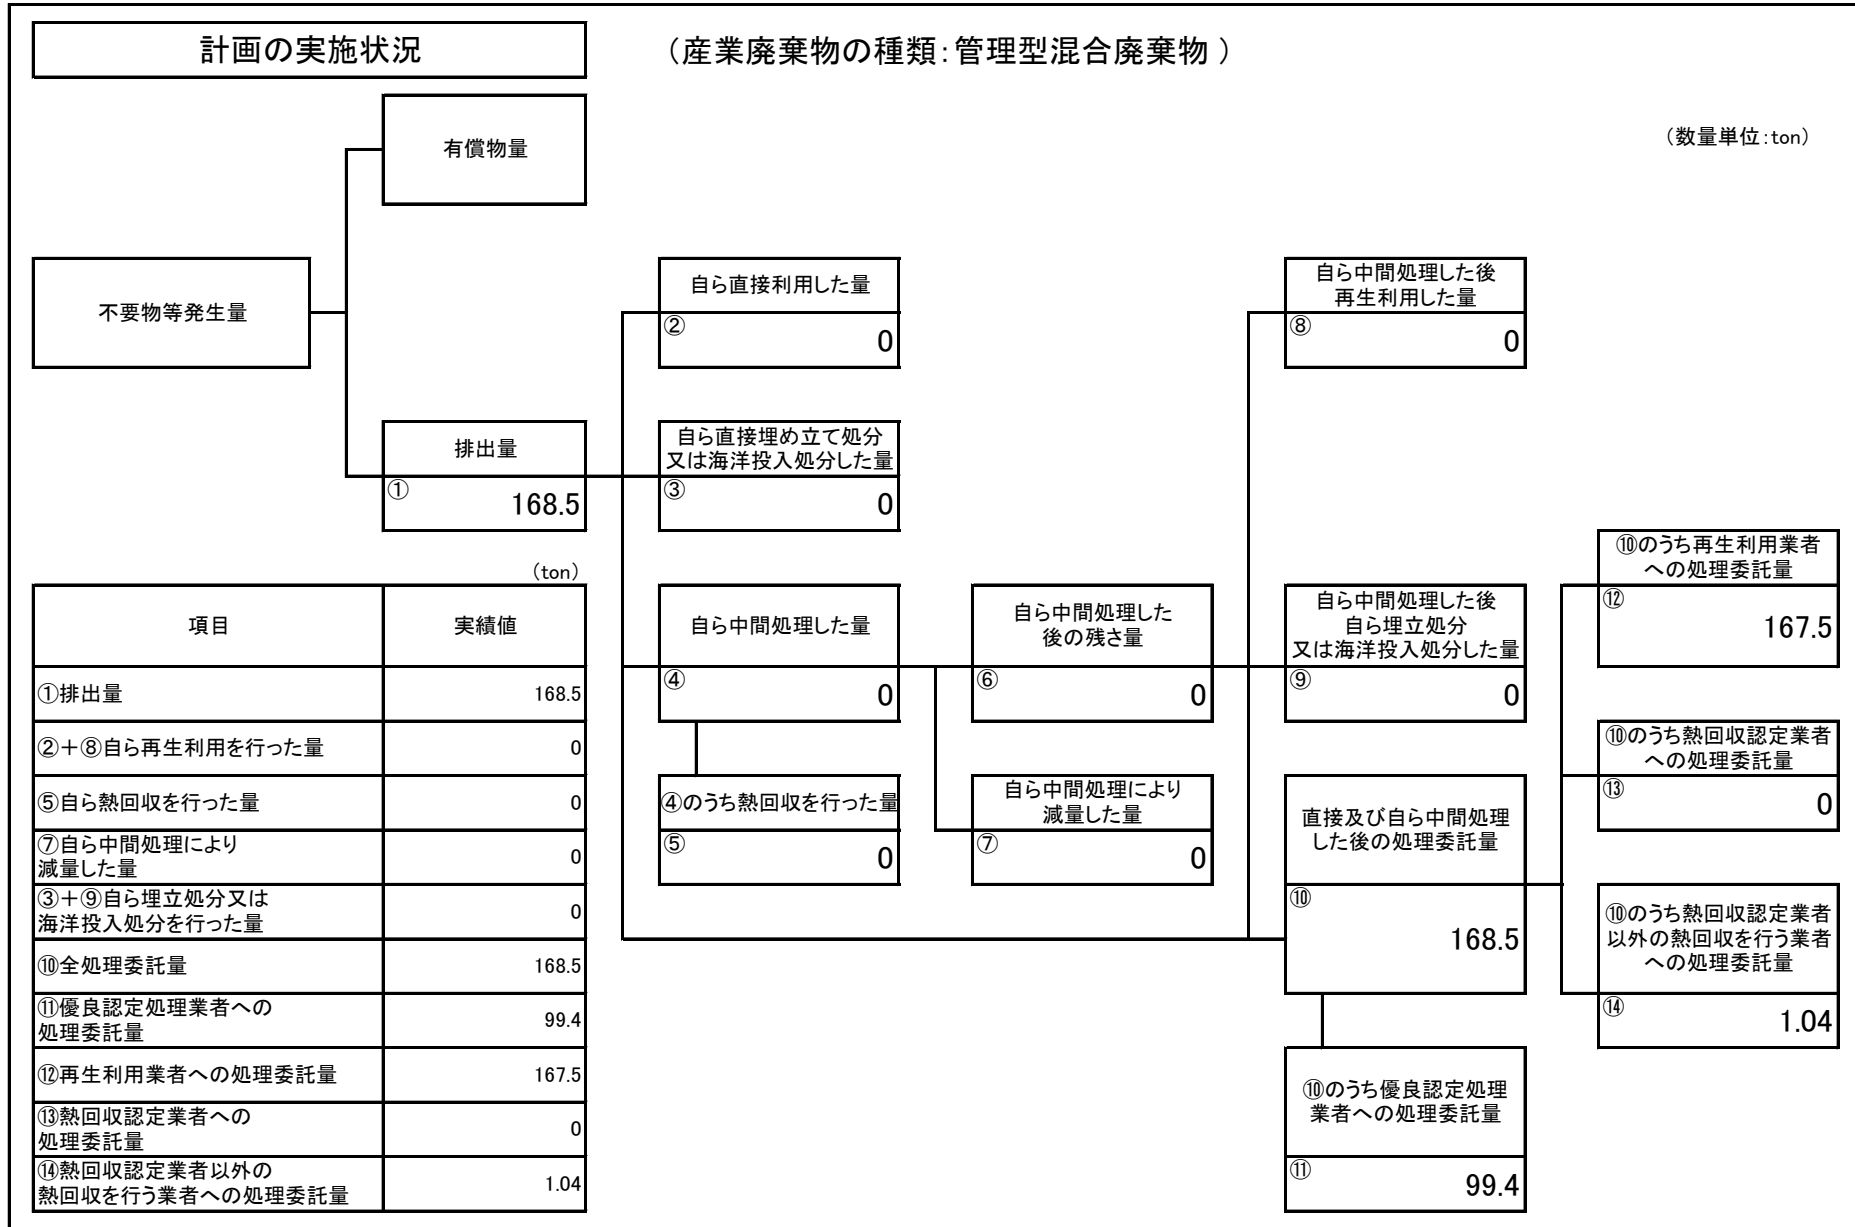 計画の実施状況
（産業廃棄物の種類：管理型混合廃棄物 ）
（数量単位：ton）
有償物量
不要物等発生量
自ら直接利用した量
②
0
自ら中間処理した後
再生利用した量
⑧
0
排出量
①
168.5
自ら直接埋め立て処分
又は海洋投入処分した量
③
0
（ton）
項目
実績値
①排出量
168.5
②＋⑧自ら再生利用を行った量
0
⑤自ら熱回収を行った量
0
⑦自ら中間処理により
減量した量
0
③＋⑨自ら埋立処分又は
海洋投入処分を行った量
0
⑩全処理委託量
168.5
⑪優良認定処理業者への
処理委託量
99.4
⑫再生利用業者への処理委託量
167.5
⑬熱回収認定業者への
処理委託量
0
⑭熱回収認定業者以外の
熱回収を行う業者への処理委託量
1.04
自ら中間処理した量
④
0
④のうち熱回収を行った量
⑤
0
自ら中間処理した
後の残さ量
⑥
0
自ら中間処理により
減量した量
⑦
0
自ら中間処理した後
自ら埋立処分
又は海洋投入処分した量
⑨
0
直接及び自ら中間処理
した後の処理委託量
⑩
168.5
⑩のうち優良認定処理
業者への処理委託量
⑪
99.4
⑩のうち再生利用業者
への処理委託量
⑫
167.5
⑩のうち熱回収認定業者
への処理委託量
⑬
0
⑩のうち熱回収認定業者
以外の熱回収を行う業者
への処理委託量
⑭
1.04